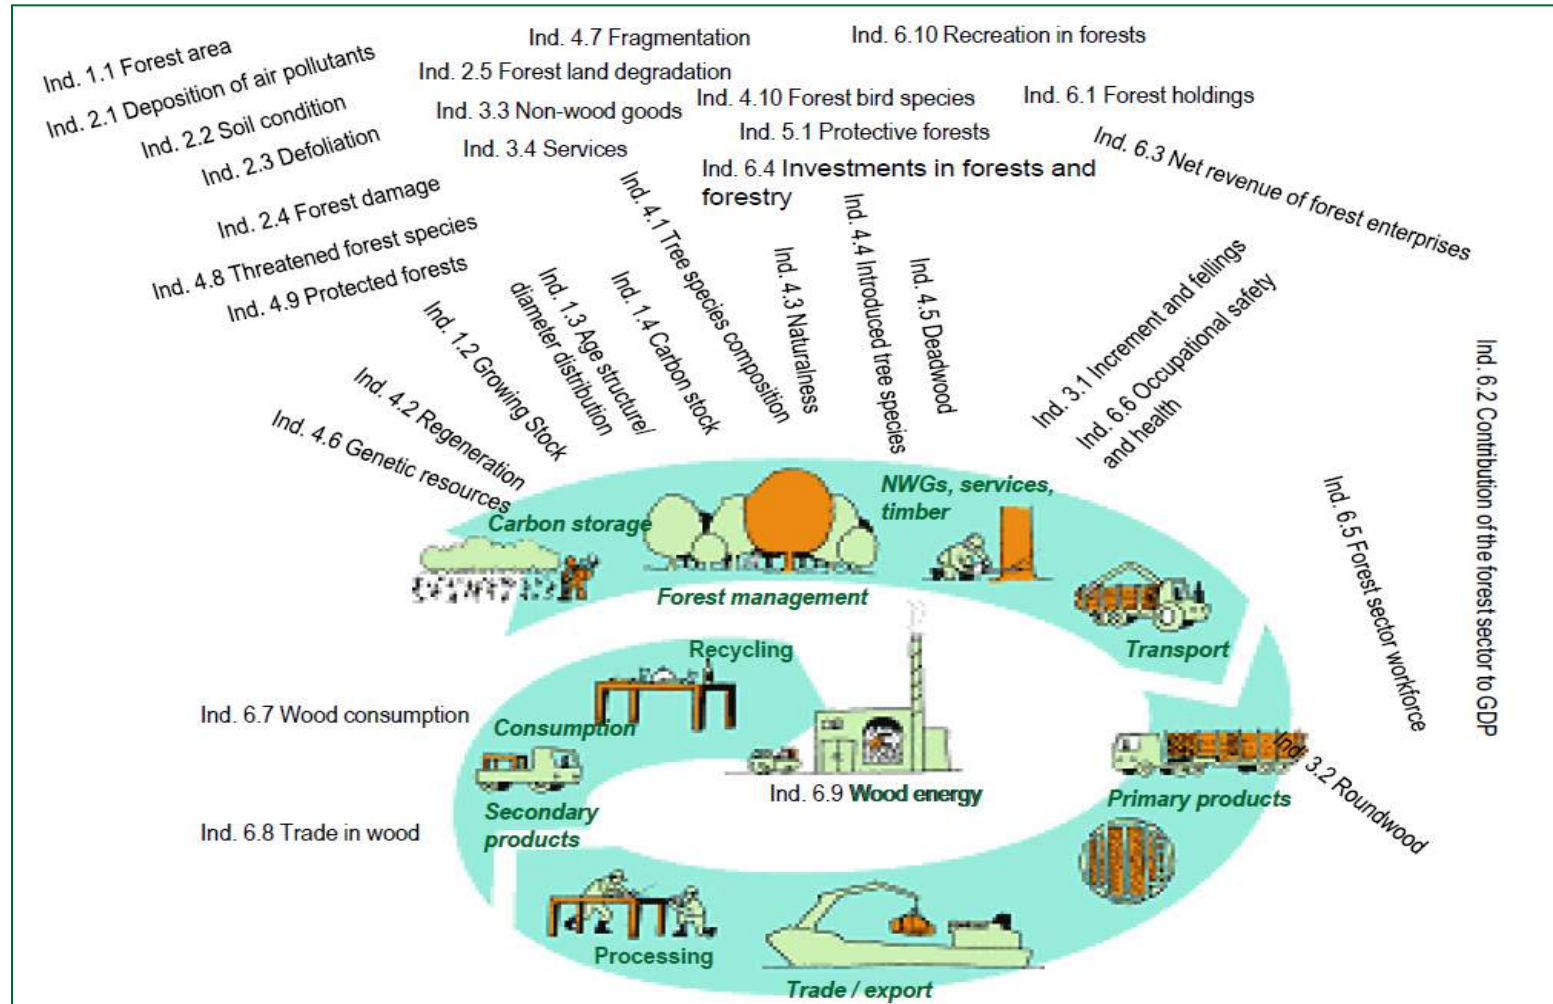 Ind. 1.1 Forest area
Ind. 2.1 Deposition of air pollutants
Ind. 2.2 Soil condition
Ind. 2.3 Defoliation
Ind. 2.4 Forest damage
Ind. 4.8 Threatened forest species
Ind. 4.9 Protected forests
Ind. 4.7 Fragmentation
Ind. 2.5 Forest land degradation
Ind. 3.3 Non-wood goods
Ind. 3.4 Services
Ind. 6.10 Recreation in forests
Ind. 4.10 Forest bird species
Ind. 5.1 Protective forests
Ind. 6.4 Investments in forests and
forestry
Ind. 6.1 Forest holdings
Ind. 6.3 Net revenue of forest enterprises
Ind. 4.6 Genetic resources
Ind. 4.2 Regeneration
Ind. 1.2 Growing Stock
Ind. 1.3 Age structure/
diameter distribution
Ind. 1.4 Carbon stock
Ind. 4.1 Tree species composition
Ind. 4.3 Naturalness
Ind. 4.4 Introduced tree species
Ind. 4.5 Deadwood
Ind. 3.1 Increment and fellings
Ind. 6.6 Occupational safety
and health
Ind. 6.2 Contribution of the forest sector to GDP
Ind. 6.5 Forest sector workforce
Carbon storage
NWGs, services,
timber
Forest management
Transport
Recycling
Ind. 6.7 Wood consumption
Consumption
Ind. 6.9 Wood energy
Primary products
Ind. 3.2 Roundwood
Secondary
products
Ind. 6.8 Trade in wood
Processing
Trade / export